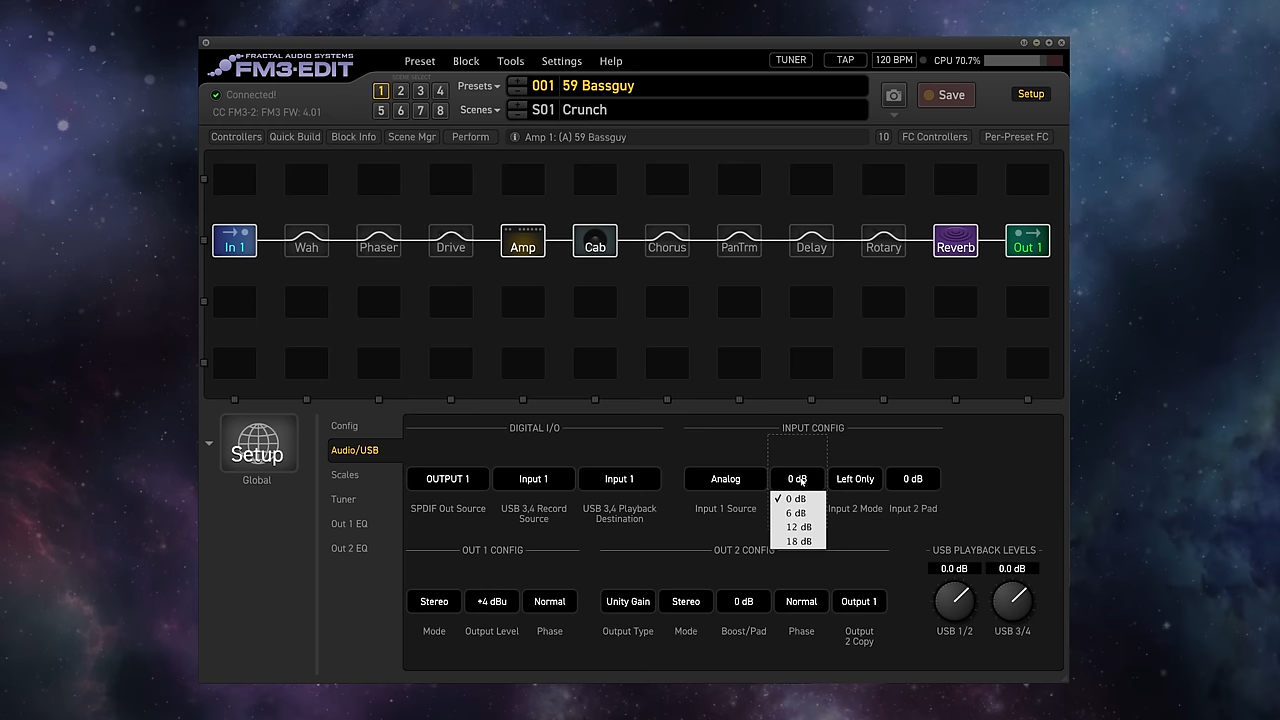 FRACTAL AUDIO SYSTEMS
FM3-EDIT
Preset Block Tools Settings Help
TUNER TAP 120 BPM CPU 70.7%
SCENE SELECT
Connected!
CC FM3-2: FM3 FW: 4.01
1 2 3 4
5 6 7 8
Presets 001 59 Bassguy
Scenes S01 Crunch
Save
Setup
Controllers Quick Build Block Info Scene Mgr Perform Amp 1: (A) 59 Bassguy 10 FC Controllers Per-Preset FC
In 1 Wah Phaser Drive Amp Cab Chorus PanTrm Delay Rotary Reverb Out 1
Setup
Global
Config
Audio/USB
Scales
Tuner
Out 1 EQ
Out 2 EQ
DIGITAL I/O
OUTPUT 1 Input 1 Input 1
SPDIF Out Source USB 3,4 Record Source USB 3,4 Playback Destination
INPUT CONFIG
Analog 0 dB Left Only 0 dB
Input 1 Source Input 2 Mode Input 2 Pad
✓ 0 dB
6 dB
12 dB
18 dB
OUT 1 CONFIG
Stereo +4 dBu Normal
Mode Output Level Phase
OUT 2 CONFIG
Unity Gain Stereo 0 dB Normal Output 1
Output Type Mode Boost/Pad Phase Output 2 Copy
USB PLAYBACK LEVELS
0.0 dB 0.0 dB
USB 1/2 USB 3/4